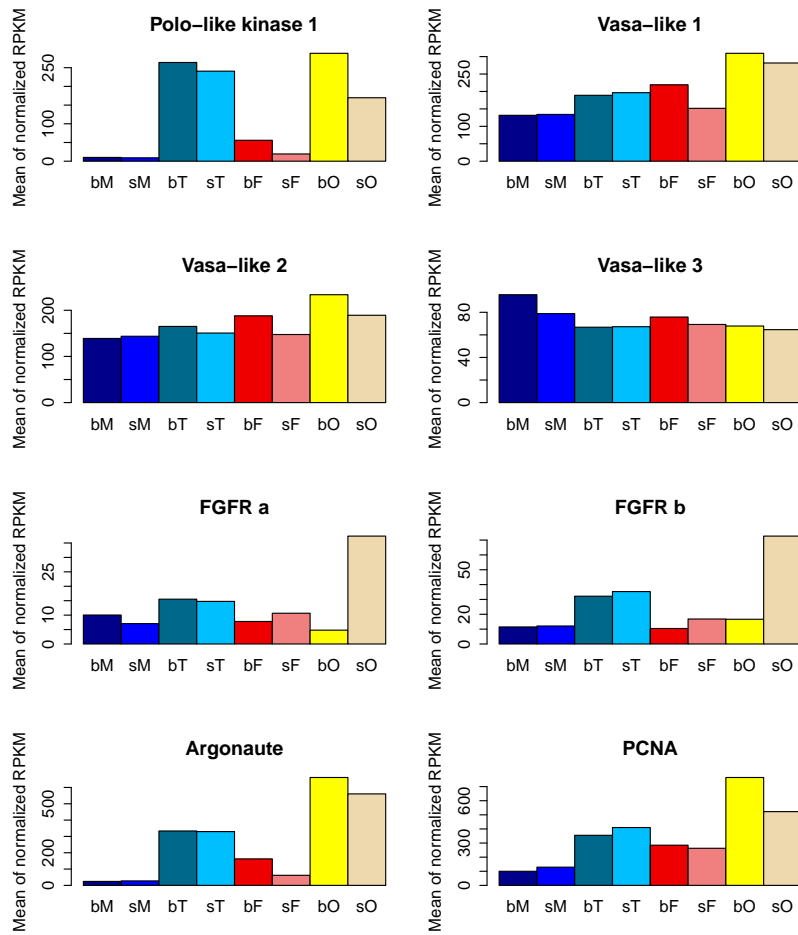 Polo−like kinase 1
Mean of normalized RPKM
0 100 250
bM sM bT sT bF sF bO sO
Vasa−like 1
Mean of normalized RPKM
0 100 250
bM sM bT sT bF sF bO sO
Vasa−like 2
Mean of normalized RPKM
0 100 200
bM sM bT sT bF sF bO sO
Vasa−like 3
Mean of normalized RPKM
0 40 80
bM sM bT sT bF sF bO sO
FGFR a
Mean of normalized RPKM
0 10 25
bM sM bT sT bF sF bO sO
FGFR b
Mean of normalized RPKM
0 20 50
bM sM bT sT bF sF bO sO
Argonaute
Mean of normalized RPKM
0 200 500
bM sM bT sT bF sF bO sO
PCNA
Mean of normalized RPKM
0 300 600
bM sM bT sT bF sF bO sO